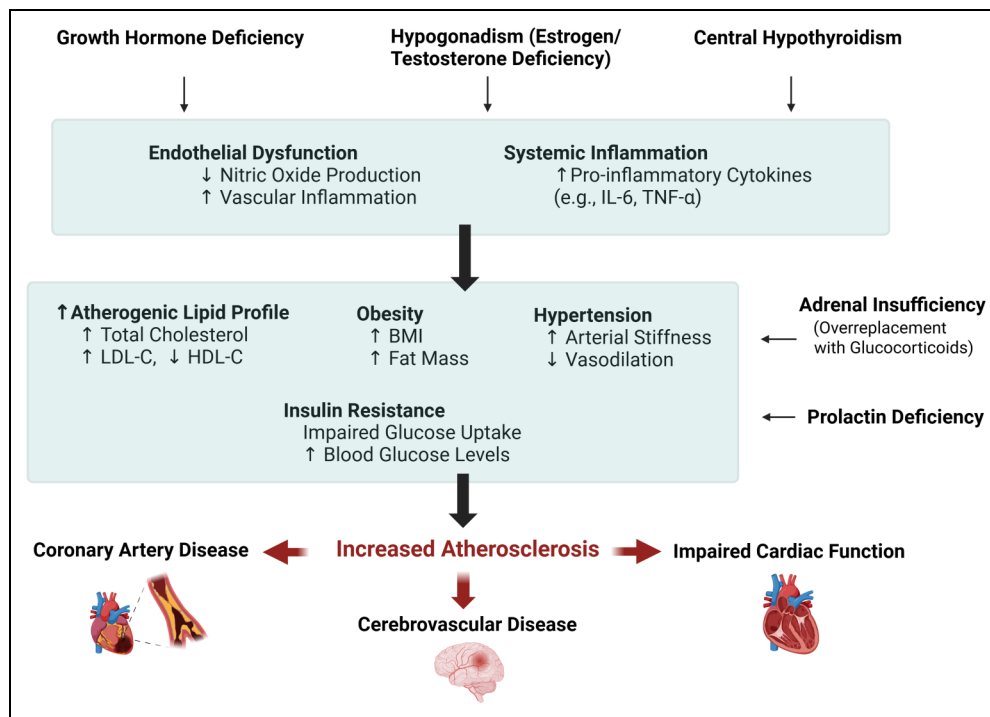 Growth Hormone Deficiency
Hypogonadism (Estrogen/
Testosterone Deficiency)
Central Hypothyroidism
Endothelial Dysfunction
↓ Nitric Oxide Production
↑ Vascular Inflammation
Systemic Inflammation
↑ Pro-inflammatory Cytokines
(e.g., IL-6, TNF-α)
↑ Atherogenic Lipid Profile
↑ Total Cholesterol
↑ LDL-C, ↓ HDL-C
Obesity
↑ BMI
↑ Fat Mass
Hypertension
↑ Arterial Stiffness
↓ Vasodilation
Insulin Resistance
Impaired Glucose Uptake
↑ Blood Glucose Levels
Adrenal Insufficiency
(Overreplacement
with Glucocorticoids)
Prolactin Deficiency
Coronary Artery Disease
Increased Atherosclerosis
Impaired Cardiac Function
Cerebrovascular Disease